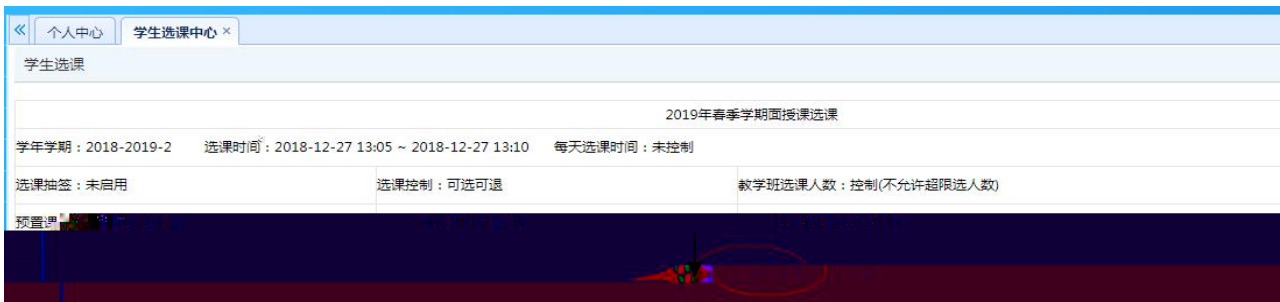 个人中心 学生选课中心
学生选课
2019年春季学期面授课选课
学年学期：2018-2019-2 选课时间：2018-12-27 13:05 ~ 2018-12-27 13:10 每天选课时间：未控制
选课抽签：未启用 选课控制：可选可退 教学班选课人数：控制(不允许超限选人数)
预置课